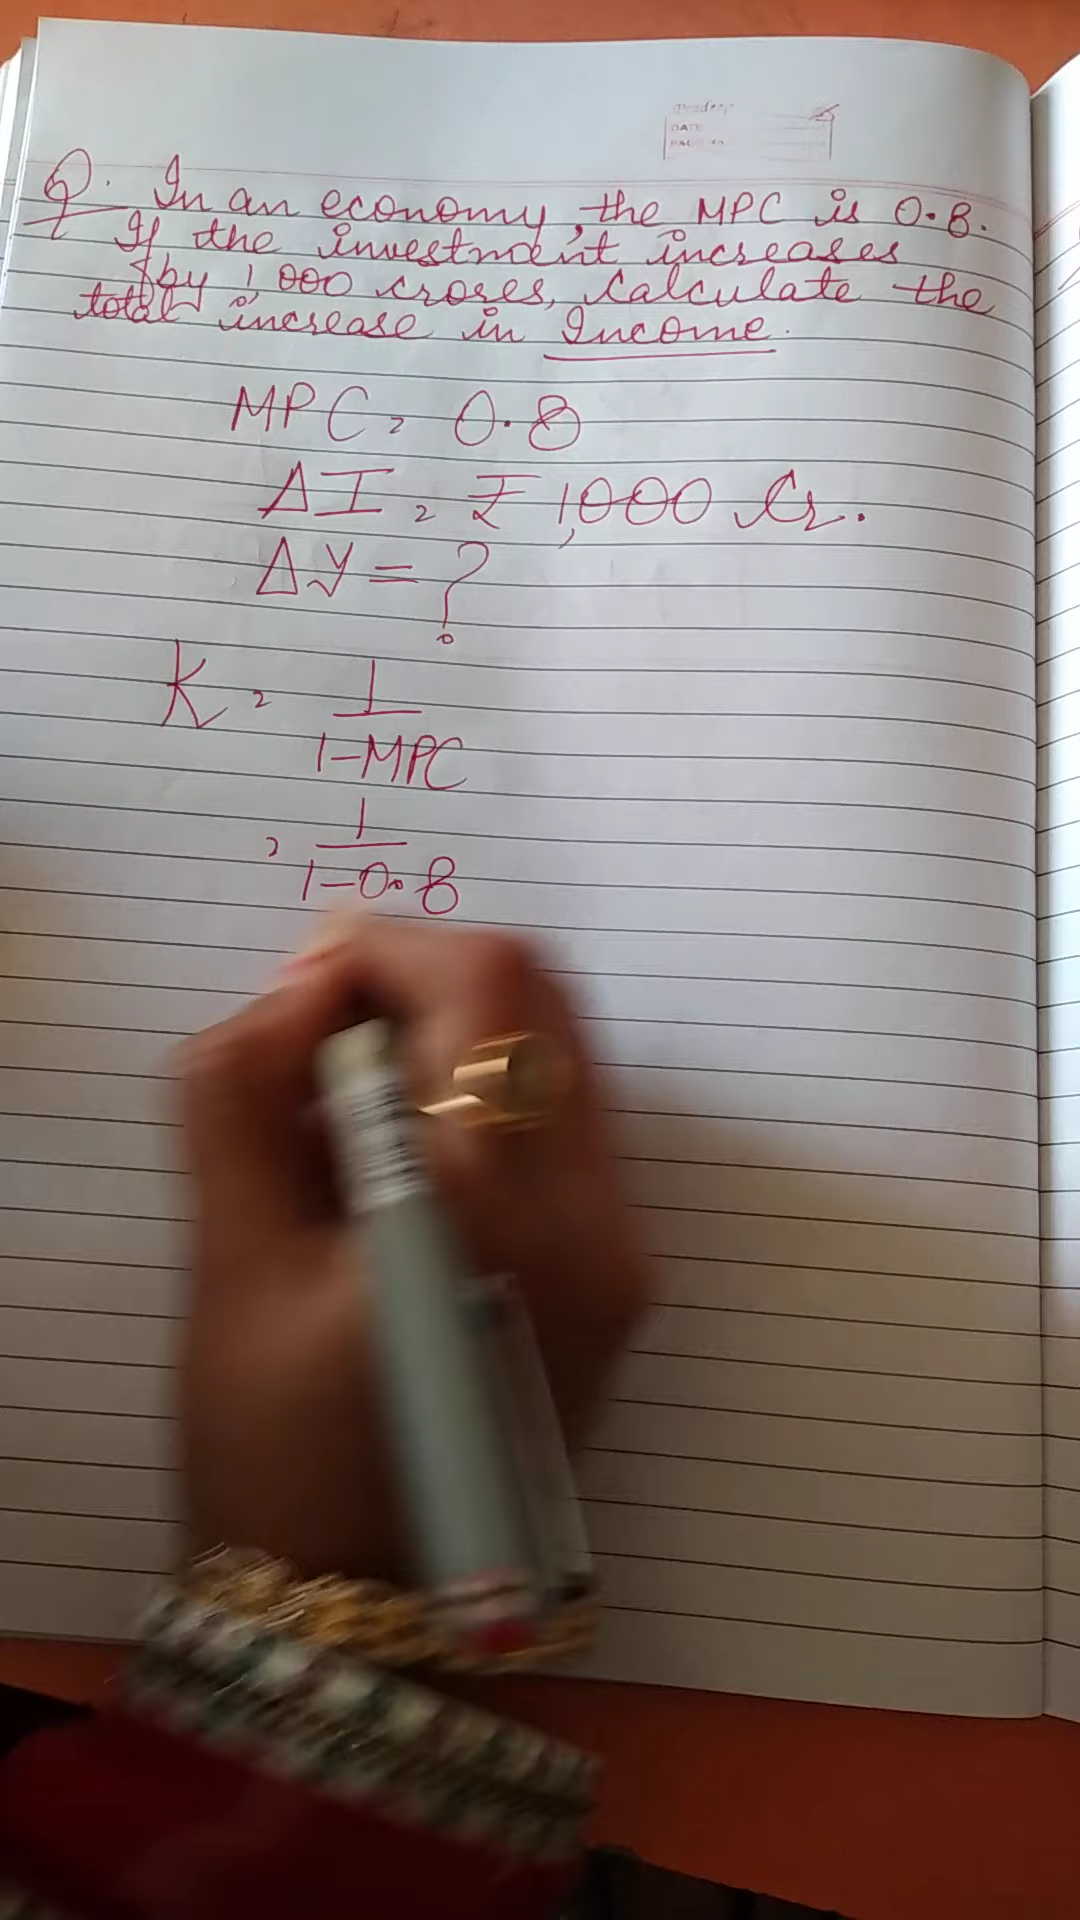 DATE
Q. In an economy, the MPC is 0.8.
If the investment increases
by 1,000 crores, Calculate the
total increase in Income.
MPC = 0.8
ΔI = ₹ 1,000 Cr.
ΔY = ?
K = 1
1-MPC
= 1
1-0.8